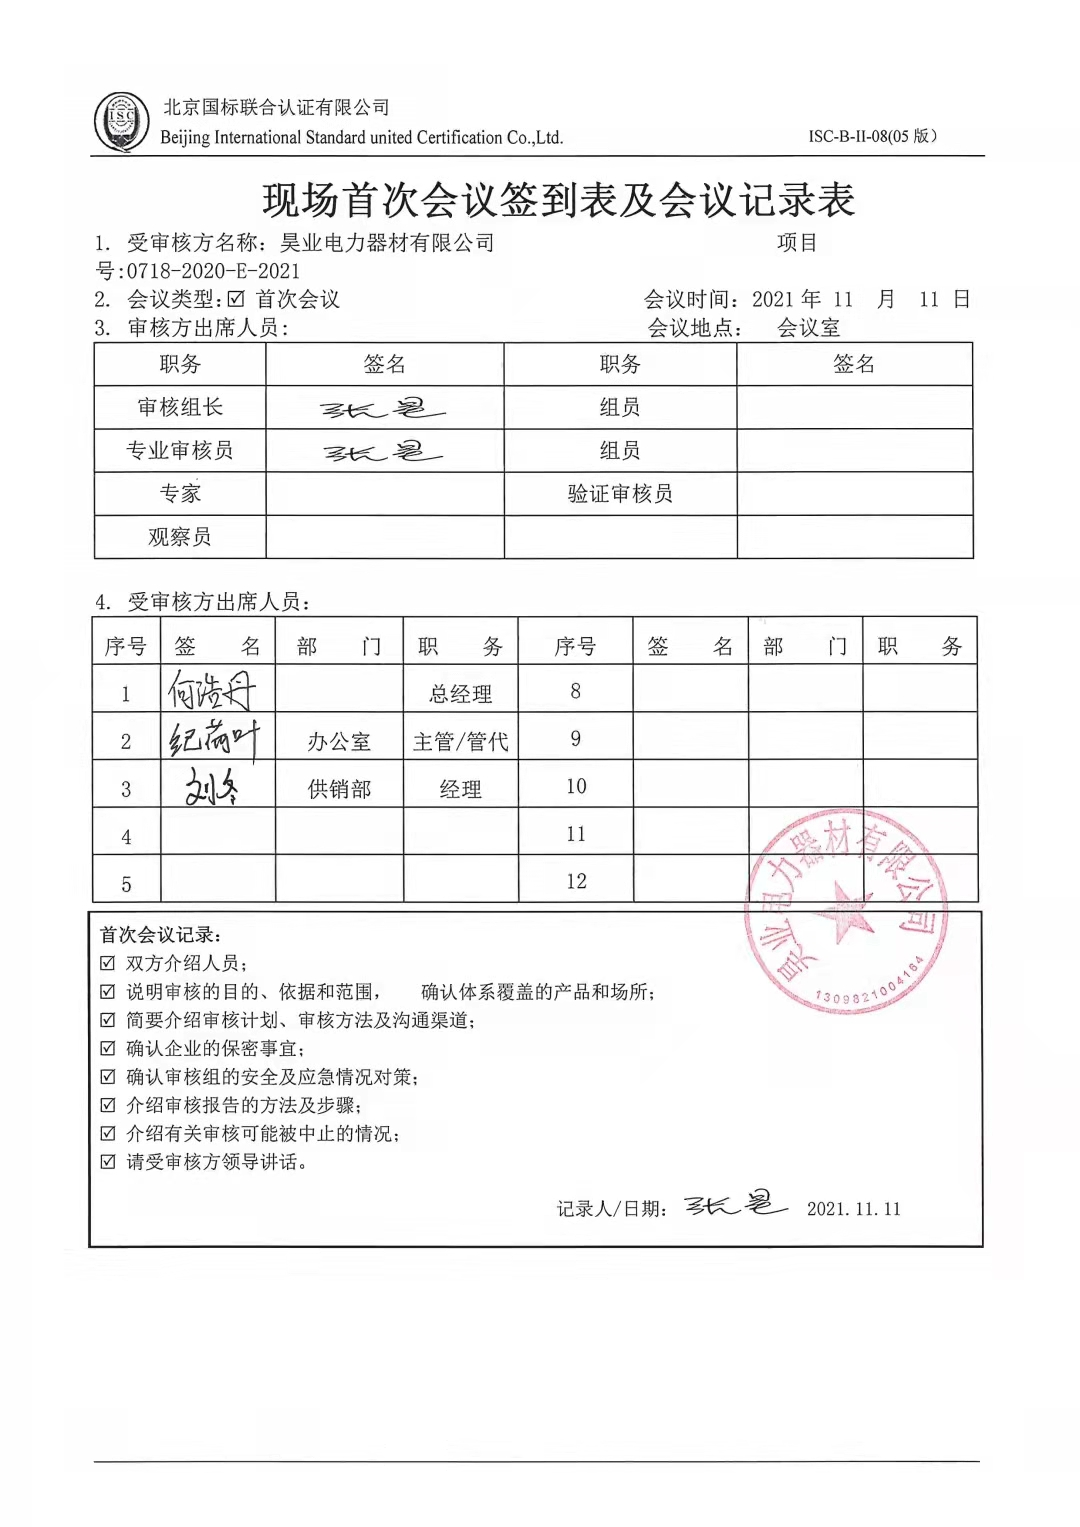 ISC
北京国标联合认证有限公司
Beijing International Standard united Certification Co.,Ltd.
ISC-B-II-08(05 版)
现场首次会议签到表及会议记录表
1. 受审核方名称: 昊业电力器材有限公司 项目
号:0718-2020-E-2021
2. 会议类型:☑ 首次会议 会议时间: 2021 年 11 月 11 日
3. 审核方出席人员: 会议地点: 会议室
职务 签名 职务 签名
审核组长 组员
专业审核员 组员
专家 验证审核员
观察员
4. 受审核方出席人员:
序号 签 名 部 门 职 务 序号 签 名 部 门 职 务
1 何浩丹 总经理 8
2 纪荷叶 办公室 主管/管代 9
3 刘冬 供销部 经理 10
4 11
5 12
昊业电力器材有限公司
1309821004164
首次会议记录:
☑ 双方介绍人员;
☑ 说明审核的目的、依据和范围, 确认体系覆盖的产品和场所;
☑ 简要介绍审核计划、审核方法及沟通渠道;
☑ 确认企业的保密事宜;
☑ 确认审核组的安全及应急情况对策;
☑ 介绍审核报告的方法及步骤;
☑ 介绍有关审核可能被中止的情况;
☑ 请受审核方领导讲话。
记录人/日期: 2021.11.11